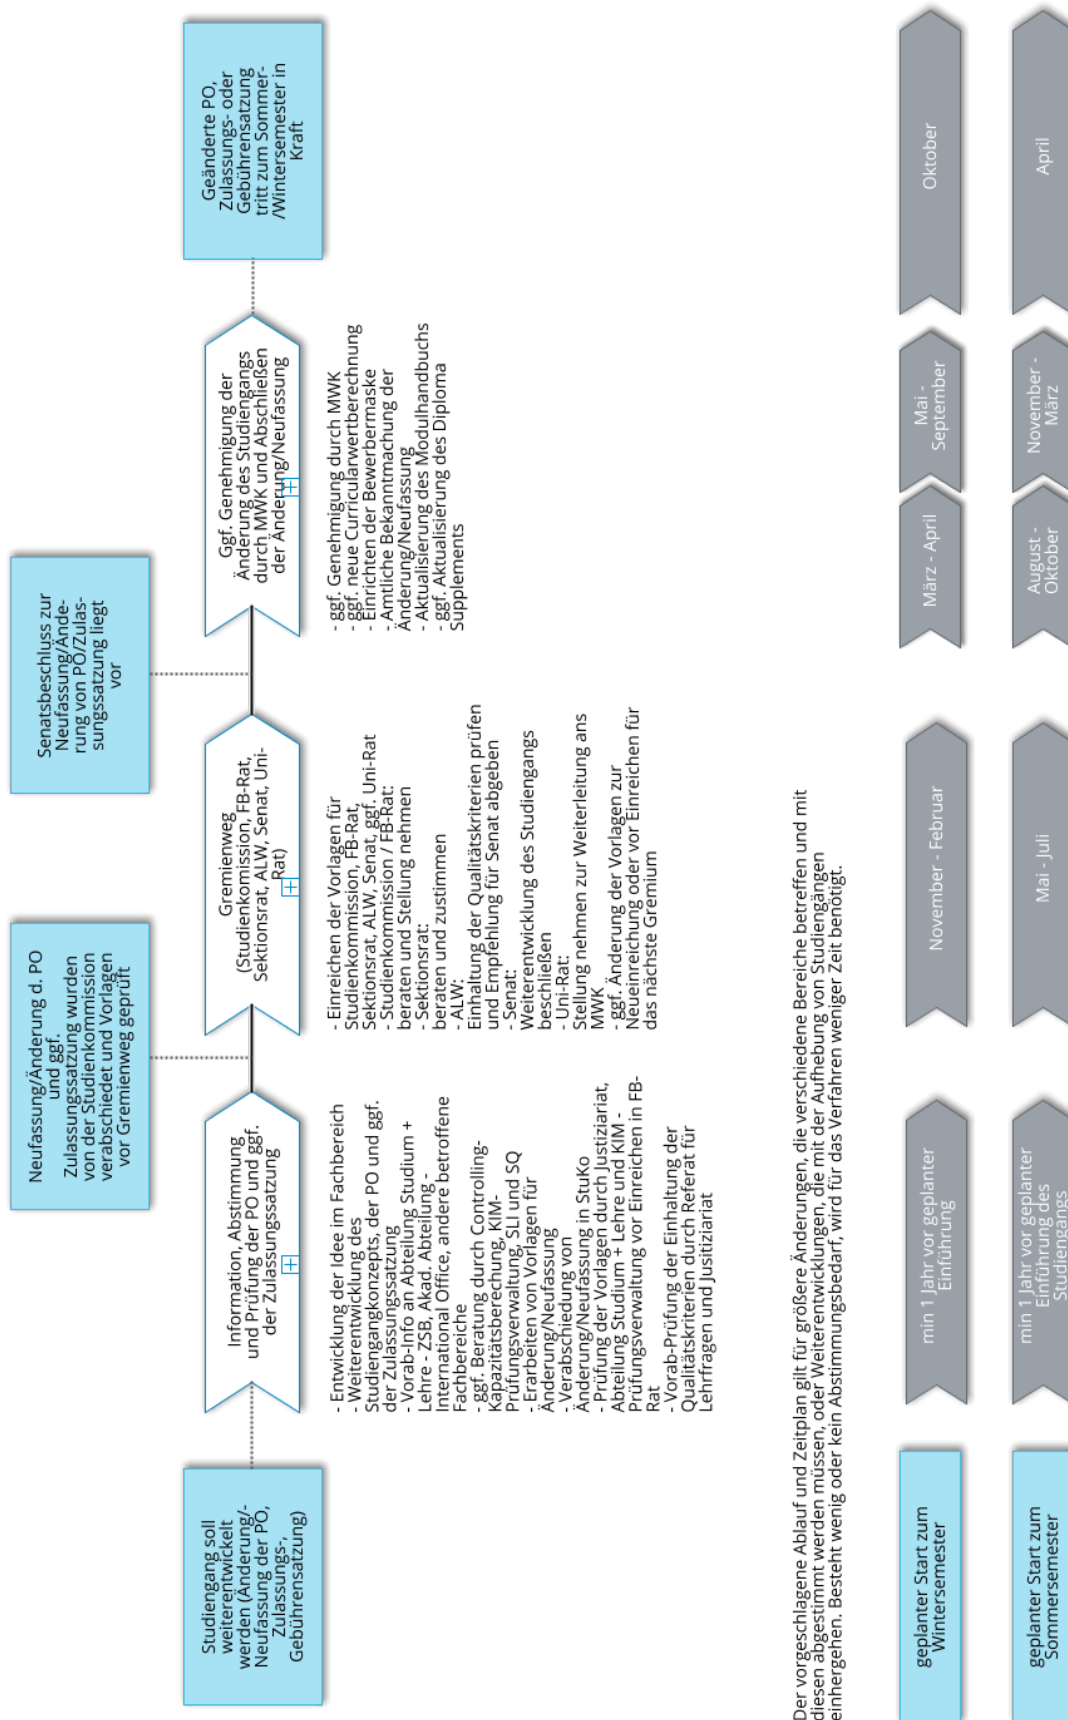 Studiengang soll
weiterentwickelt
werden (Änderung/-
Neufassung der PO,
Zulassungs-,
Gebührensatzung)
Information, Abstimmung
und Prüfung der PO und ggf.
der Zulassungssatzung
Neufassung/Änderung d. PO
und ggf.
Zulassungssatzung wurden
von der Studienkommission
verabschiedet und Vorlagen
vor Gremienweg geprüft
Gremienweg
(Studienkomission, FB-Rat,
Sektionsrat, ALW, Senat, Uni-
Rat)
Senatsbeschluss zur
Neufassung/Ände-
rung von PO/Zulas-
sungssatzung liegt
vor
Ggf. Genehmigung der
Änderung des Studiengangs
durch MWK und Abschließen
der Änderung/Neufassung
Geänderte PO,
Zulassungs- oder
Gebührensatzung
tritt zum Sommer-
/Wintersemester in
Kraft
- Entwicklung der Idee im Fachbereich
- Weiterentwicklung des
Studiengangkonzepts, der PO und ggf.
der Zulassungssatzung
- Vorab-Info an Abteilung Studium +
Lehre - ZSB, Akad. Abteilung -
International Office, andere betroffene
Fachbereiche
- ggf. Beratung durch Controlling-
Kapazitätsberechung, KIM-
Prüfungsverwaltung, SLI und SQ
- Erarbeiten von Vorlagen für
Änderung/Neufassung
- Verabschiedung von
Änderung/Neufassung in StuKo
- Prüfung der Vorlagen durch Justiziariat,
Abteilung Studium + Lehre und KIM -
Prüfungsverwaltung vor Einreichen in FB-
Rat
- Vorab-Prüfung der Einhaltung der
Qualitätskriterien durch Referat für
Lehrfragen und Jusitiziariat
- Einreichen der Vorlagen für
Studienkommission, FB-Rat,
Sektionsrat, ALW, Senat, ggf. Uni-Rat
- Studienkommission / FB-Rat:
beraten und Stellung nehmen
- Sektionsrat:
beraten und zustimmen
- ALW:
Einhaltung der Qualitätskriterien prüfen
und Empfehlung für Senat abgeben
- Senat:
Weiterentwicklung des Studiengangs
beschließen
- Uni-Rat:
Stellung nehmen zur Weiterleitung ans
MWK
- ggf. Änderung der Vorlagen zur
Neueinreichung oder vor Einreichen für
das nächste Gremium
- ggf. Genehmigung durch MWK
- ggf. neue Curricularwertberechnung
- Einrichten der Bewerbermaske
- Amtliche Bekanntmachung der
Änderung/Neufassung
- Aktualisierung des Modulhandbuchs
- ggf. Aktualisierung des Diploma
Supplements
Der vorgeschlagene Ablauf und Zeitplan gilt für größere Änderungen, die verschiedene Bereiche betreffen und mit
diesen abgestimmt werden müssen, oder Weiterentwicklungen, die mit der Aufhebung von Studiengängen
einhergehen. Besteht wenig oder kein Abstimmungsbedarf, wird für das Verfahren weniger Zeit benötigt.
geplanter Start zum
Wintersemester
min 1 Jahr vor geplanter
Einführung
November - Februar
März - April
Mai -
September
Oktober
geplanter Start zum
Sommersemester
min 1 Jahr vor geplanter
Einführung des
Studiengangs
Mai - Juli
August -
Oktober
November -
März
April